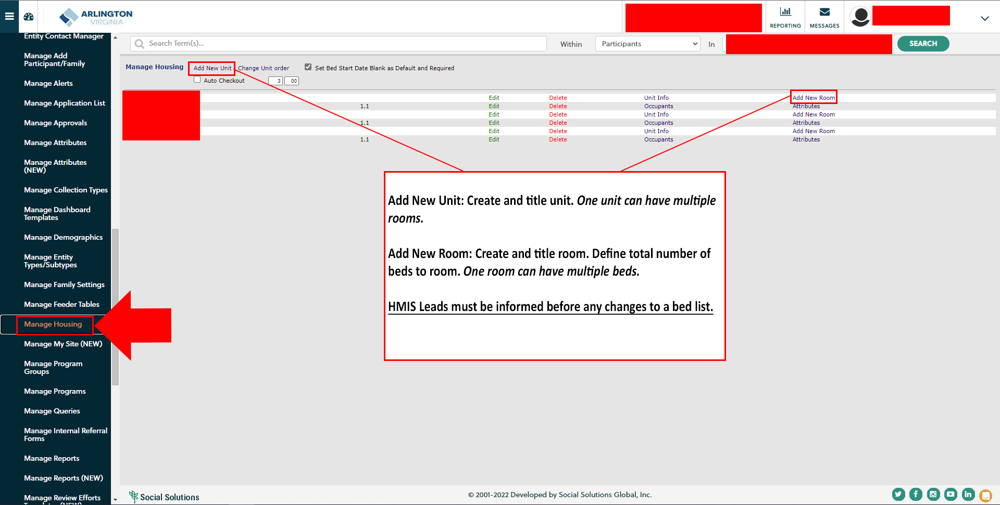 ARLINGTON
VIRGINIA
REPORTING
MESSAGES
Search Term(s)...
Within
Participants
In
SEARCH
Entity Contact Manager
Manage Add
Participant/Family
Manage Alerts
Manage Application List
Manage Approvals
Manage Attributes
Manage Attributes
(NEW)
Manage Collection Types
Manage Dashboard
Templates
Manage Demographics
Manage Entity
Types/Subtypes
Manage Family Settings
Manage Feeder Tables
Manage Housing
Manage My Site (NEW)
Manage Program
Groups
Manage Programs
Manage Queries
Manage Internal Referral
Forms
Manage Reports
Manage Reports (NEW)
Manage Review Efforts
Manage Housing Add New Unit Change Unit order Set Bed Start Date Blank as Default and Required
Auto Checkout 3 00
Edit Delete Unit Info Add New Room
1.1 Edit Delete Occupants Attributes
Edit Delete Unit Info Add New Room
1.1 Edit Delete Occupants Attributes
Edit Delete Unit Info Add New Room
1.1 Edit Delete Occupants Attributes
Add New Unit: Create and title unit. One unit can have multiple
rooms.
Add New Room: Create and title room. Define total number of
beds to room. One room can have multiple beds.
HMIS Leads must be informed before any changes to a bed list.
Social Solutions
© 2001-2022 Developed by Social Solutions Global, Inc.